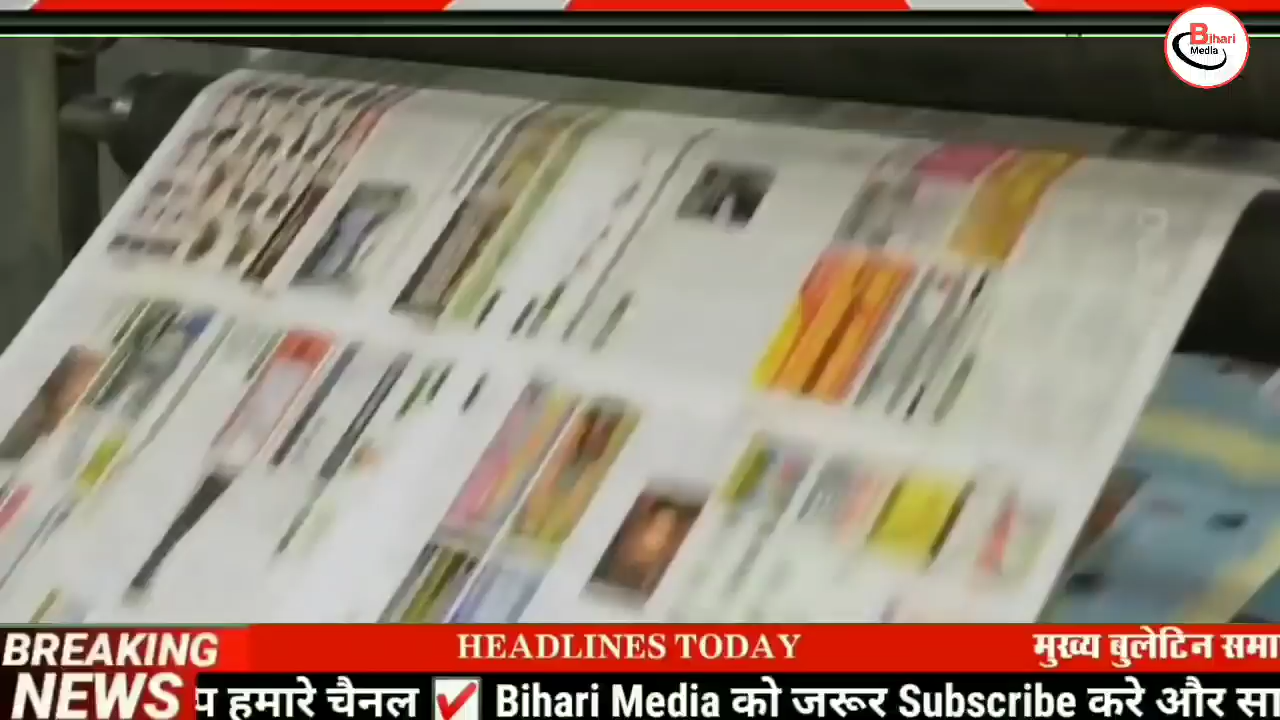 Bihari
Media
BREAKING
NEWS
HEADLINES TODAY
मुख्य बुलेटिन समा
प हमारे चैनल ✅ Bihari Media को जरूर Subscribe करे और सा